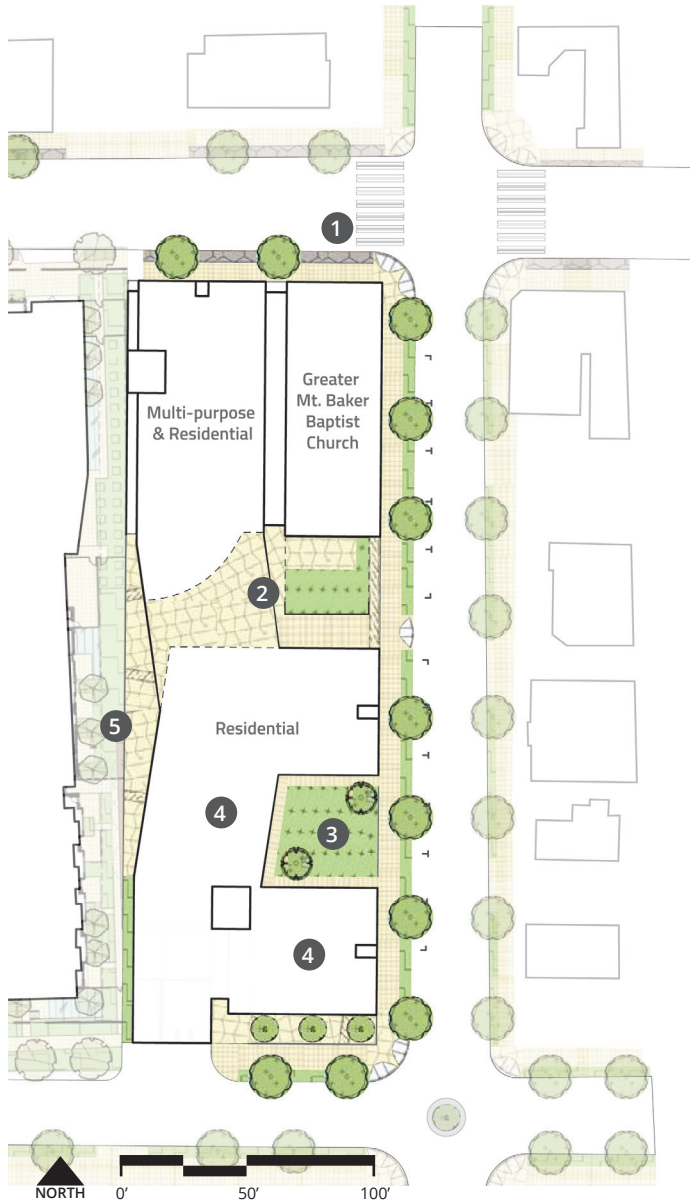 1
Greater
Mt. Baker
Baptist
Church
Multi-purpose
& Residential
2
5
Residential
4
3
4
NORTH
0’
50’
100’